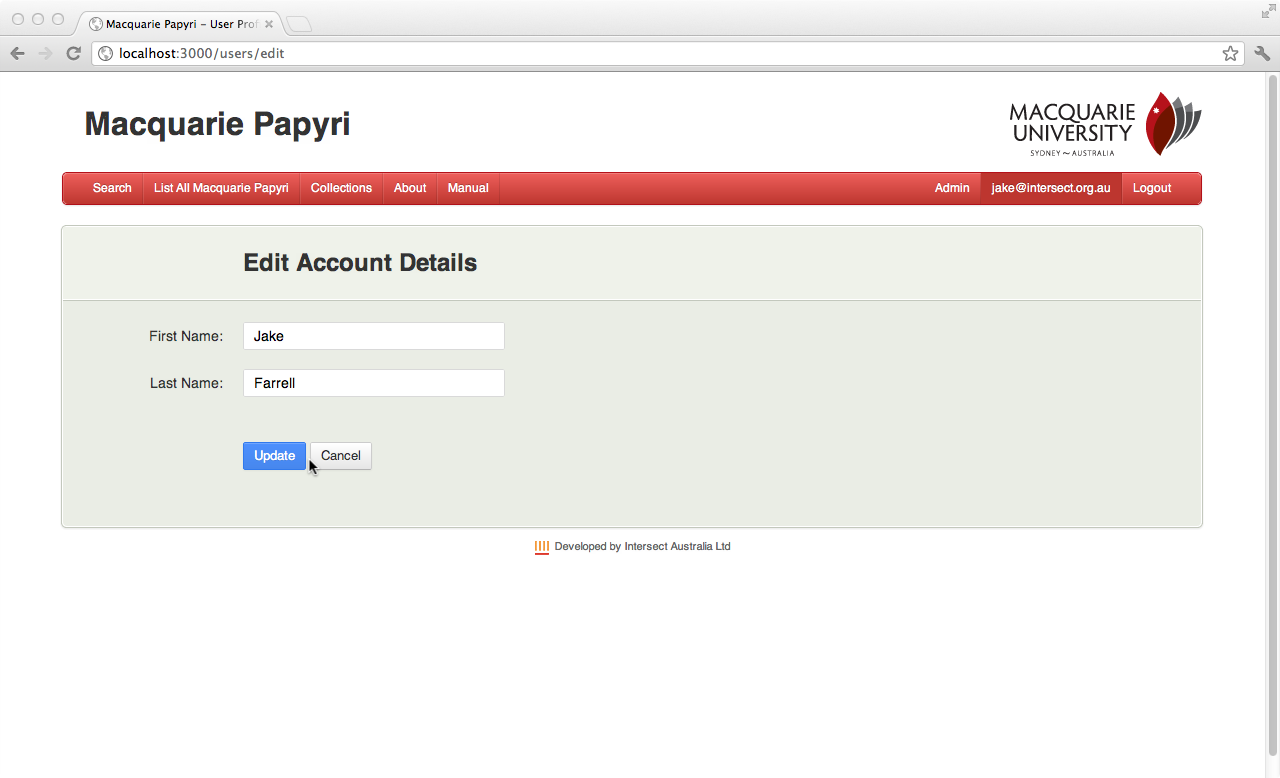 Macquarie Papyri – User Prof
localhost:3000/users/edit
Macquarie Papyri
MACQUARIE
UNIVERSITY
SYDNEY ~ AUSTRALIA
Search List All Macquarie Papyri Collections About Manual Admin jake@intersect.org.au Logout
Edit Account Details
First Name: Jake
Last Name: Farrell
Update Cancel
Developed by Intersect Australia Ltd